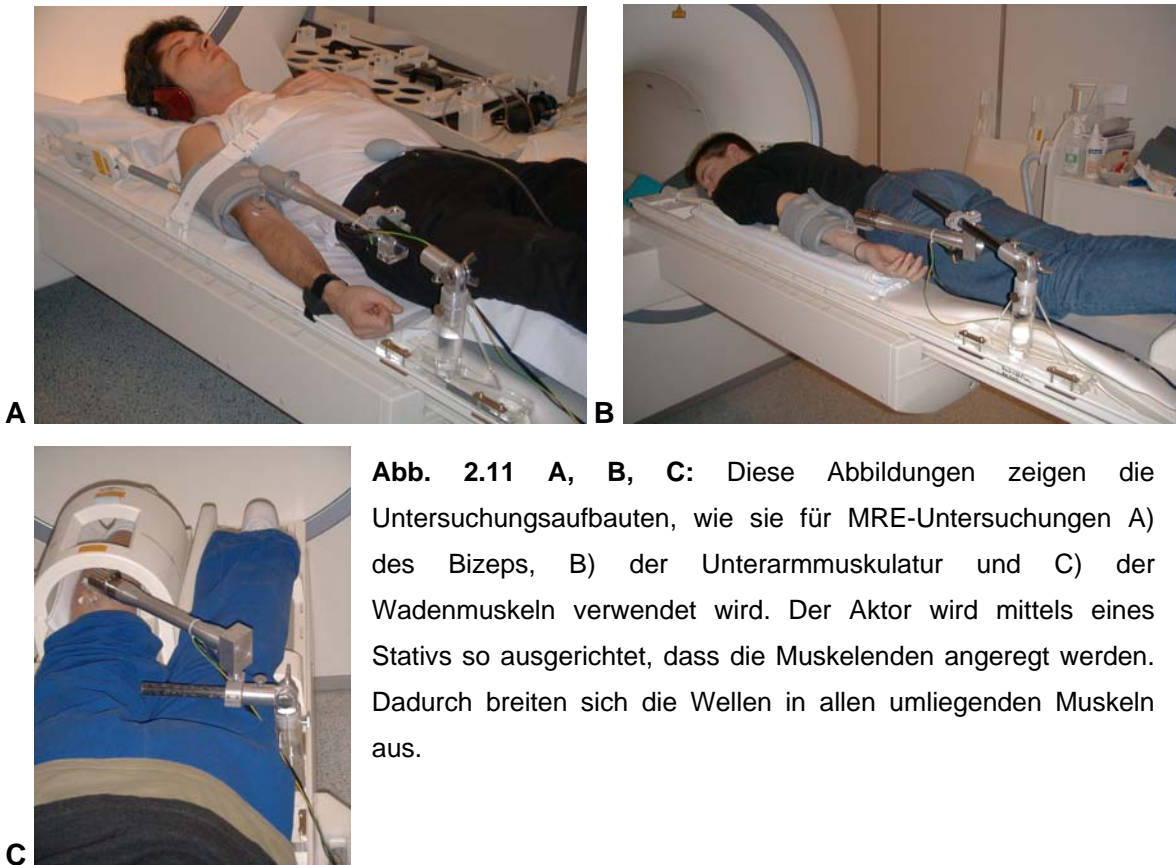 A
B
Abb. 2.11 A, B, C: Diese Abbildungen zeigen die
Untersuchungsaufbauten, wie sie für MRE-Untersuchungen A)
des Bizeps, B) der Unterarmmuskulatur und C) der
Wadenmuskeln verwendet wird. Der Aktor wird mittels eines
Stativs so ausgerichtet, dass die Muskelenden angeregt werden.
Dadurch breiten sich die Wellen in allen umliegenden Muskeln
aus.
C